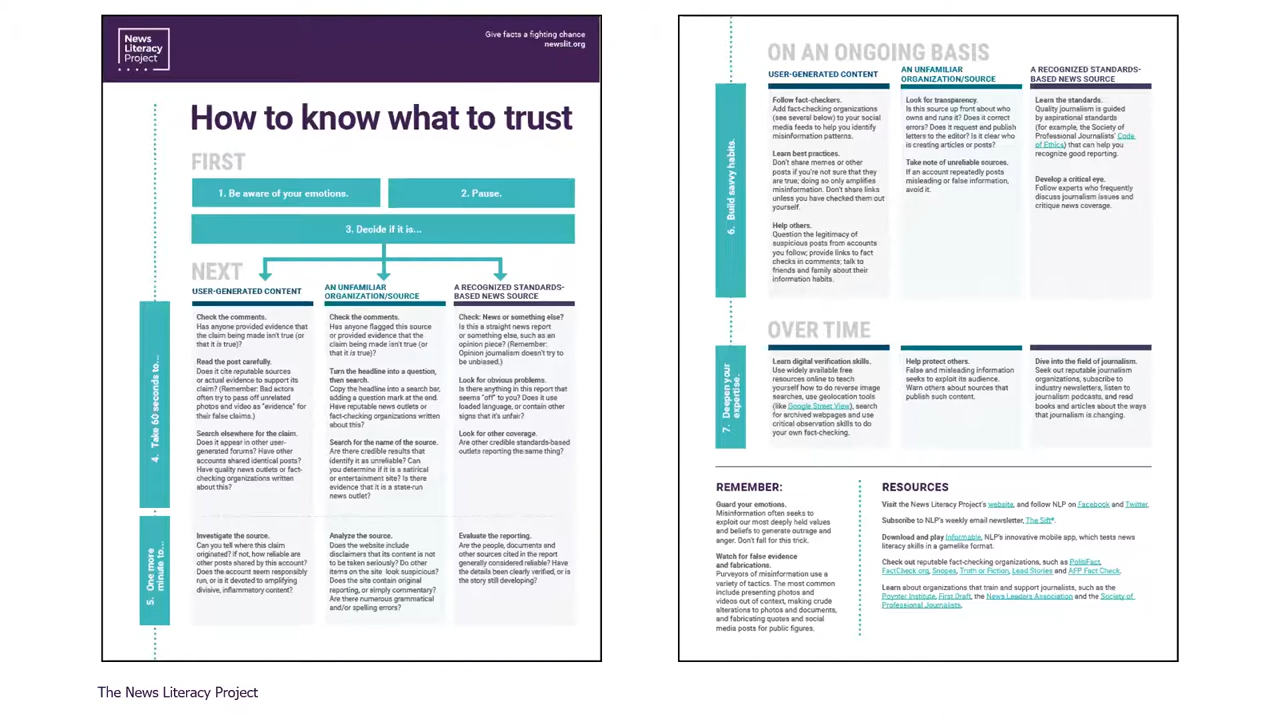 News
Literacy
Project
Give facts a fighting chance
newslit.org
How to know what to trust
FIRST
1. Be aware of your emotions.
2. Pause.
3. Decide if it is...
NEXT
USER-GENERATED CONTENT
AN UNFAMILIAR
ORGANIZATION/SOURCE
A RECOGNIZED STANDARDS-
BASED NEWS SOURCE
4. Take 60 seconds to...
Check the comments.
Has anyone provided evidence that
the claim being made isn't true (or
that it is true)?
Read the post carefully.
Does it cite reputable sources
or actual evidence to support its
claim? (Remember: Bad actors
often try to pass off unrelated
photos and video as "evidence" for
their false claims.)
Search elsewhere for the claim.
Does it appear in other user-
generated forums? Have other
accounts shared identical posts?
Have quality news outlets or fact-
checking organizations written
about this?
Check the comments.
Has anyone flagged this source
or provided evidence that the
claim being made isn't true (or
that it is true)?
Turn the headline into a question,
then search.
Copy the headline into a search bar,
adding a question mark at the end.
Have reputable news outlets or
fact-checking organizations written
about this?
Search for the name of the source.
Are there credible results that
identify it as unreliable? Can
you determine if it is a satirical
or entertainment site? Is there
evidence that it is a state-run
news outlet?
Check: News or something else?
Is this a straight news report
or something else, such as an
opinion piece? (Remember:
Opinion journalism doesn't try to
be unbiased.)
Look for obvious problems.
Is there anything in this report that
seems "off" to you? Does it use
loaded language, or contain other
signs that it's unfair?
Look for other coverage.
Are other credible standards-based
outlets reporting the same thing?
5. One more
minute to...
Investigate the source.
Can you tell where this claim
originated? If not, how reliable are
other posts shared by this account?
Does the account seem responsibly
run, or is it devoted to amplifying
divisive, inflammatory content?
Analyze the source.
Does the website include
disclaimers that its content is not
to be taken seriously? Do other
items on the site look suspicious?
Does the site contain original
reporting, or simply commentary?
Are there numerous grammatical
and/or spelling errors?
Evaluate the reporting.
Are the people, documents and
other sources cited in the report
generally considered reliable? Have
the details been clearly verified, or is
the story still developing?
ON AN ONGOING BASIS
USER-GENERATED CONTENT
AN UNFAMILIAR
ORGANIZATION/SOURCE
A RECOGNIZED STANDARDS-
BASED NEWS SOURCE
6. Build savvy habits.
Follow fact-checkers.
Add fact-checking organizations
(see several below) to your social
media feeds to help you identify
misinformation patterns.
Learn best practices.
Don't share memes or other
posts if you're not sure that they
are true; doing so only amplifies
misinformation. Don't share links
unless you have checked them out
yourself.
Help others.
Question the legitimacy of
suspicious posts from accounts
you follow; provide links to fact
checks in comments; talk to
friends and family about their
information habits.
Look for transparency.
Is this source up front about who
owns and runs it? Does it correct
errors? Does it request and publish
letters to the editor? Is it clear who
is creating articles or posts?
Take note of unreliable sources.
If an account repeatedly posts
misleading or false information,
avoid it.
Learn the standards.
Quality journalism is guided
by aspirational standards
(for example, the Society of
Professional Journalists' Code
of Ethics) that can help you
recognize good reporting.
Develop a critical eye.
Follow experts who frequently
discuss journalism issues and
critique news coverage.
OVER TIME
7. Deepen your
expertise.
Learn digital verification skills.
Use widely available free
resources online to teach
yourself how to do reverse image
searches, use geolocation tools
(like Google Street View), search
for archived webpages and use
critical observation skills to do
your own fact-checking.
Help protect others.
False and misleading information
seeks to exploit its audience.
Warn others about sources that
publish such content.
Dive into the field of journalism.
Seek out reputable journalism
organizations, subscribe to
industry newsletters, listen to
journalism podcasts, and read
books and articles about the ways
that journalism is changing.
REMEMBER:
Guard your emotions.
Misinformation often seeks to
exploit our most deeply held values
and beliefs to generate outrage and
anger. Don't fall for this trick.
Watch for false evidence
and fabrications.
Purveyors of misinformation use a
variety of tactics. The most common
include presenting photos and
videos out of context, making crude
alterations to photos and documents,
and fabricating quotes and social
media posts for public figures.
RESOURCES
Visit the News Literacy Project's website, and follow NLP on Facebook and Twitter.
Subscribe to NLP's weekly email newsletter, The Sift®.
Download and play Informable, NLP's innovative mobile app, which tests news
literacy skills in a gamelike format.
Check out reputable fact-checking organizations, such as PolitiFact,
FactCheck.org, Snopes, Truth or Fiction, Lead Stories and AFP Fact Check.
Learn about organizations that train and support journalists, such as the
Poynter Institute, First Draft, the News Leaders Association and the Society of
Professional Journalists.
The News Literacy Project